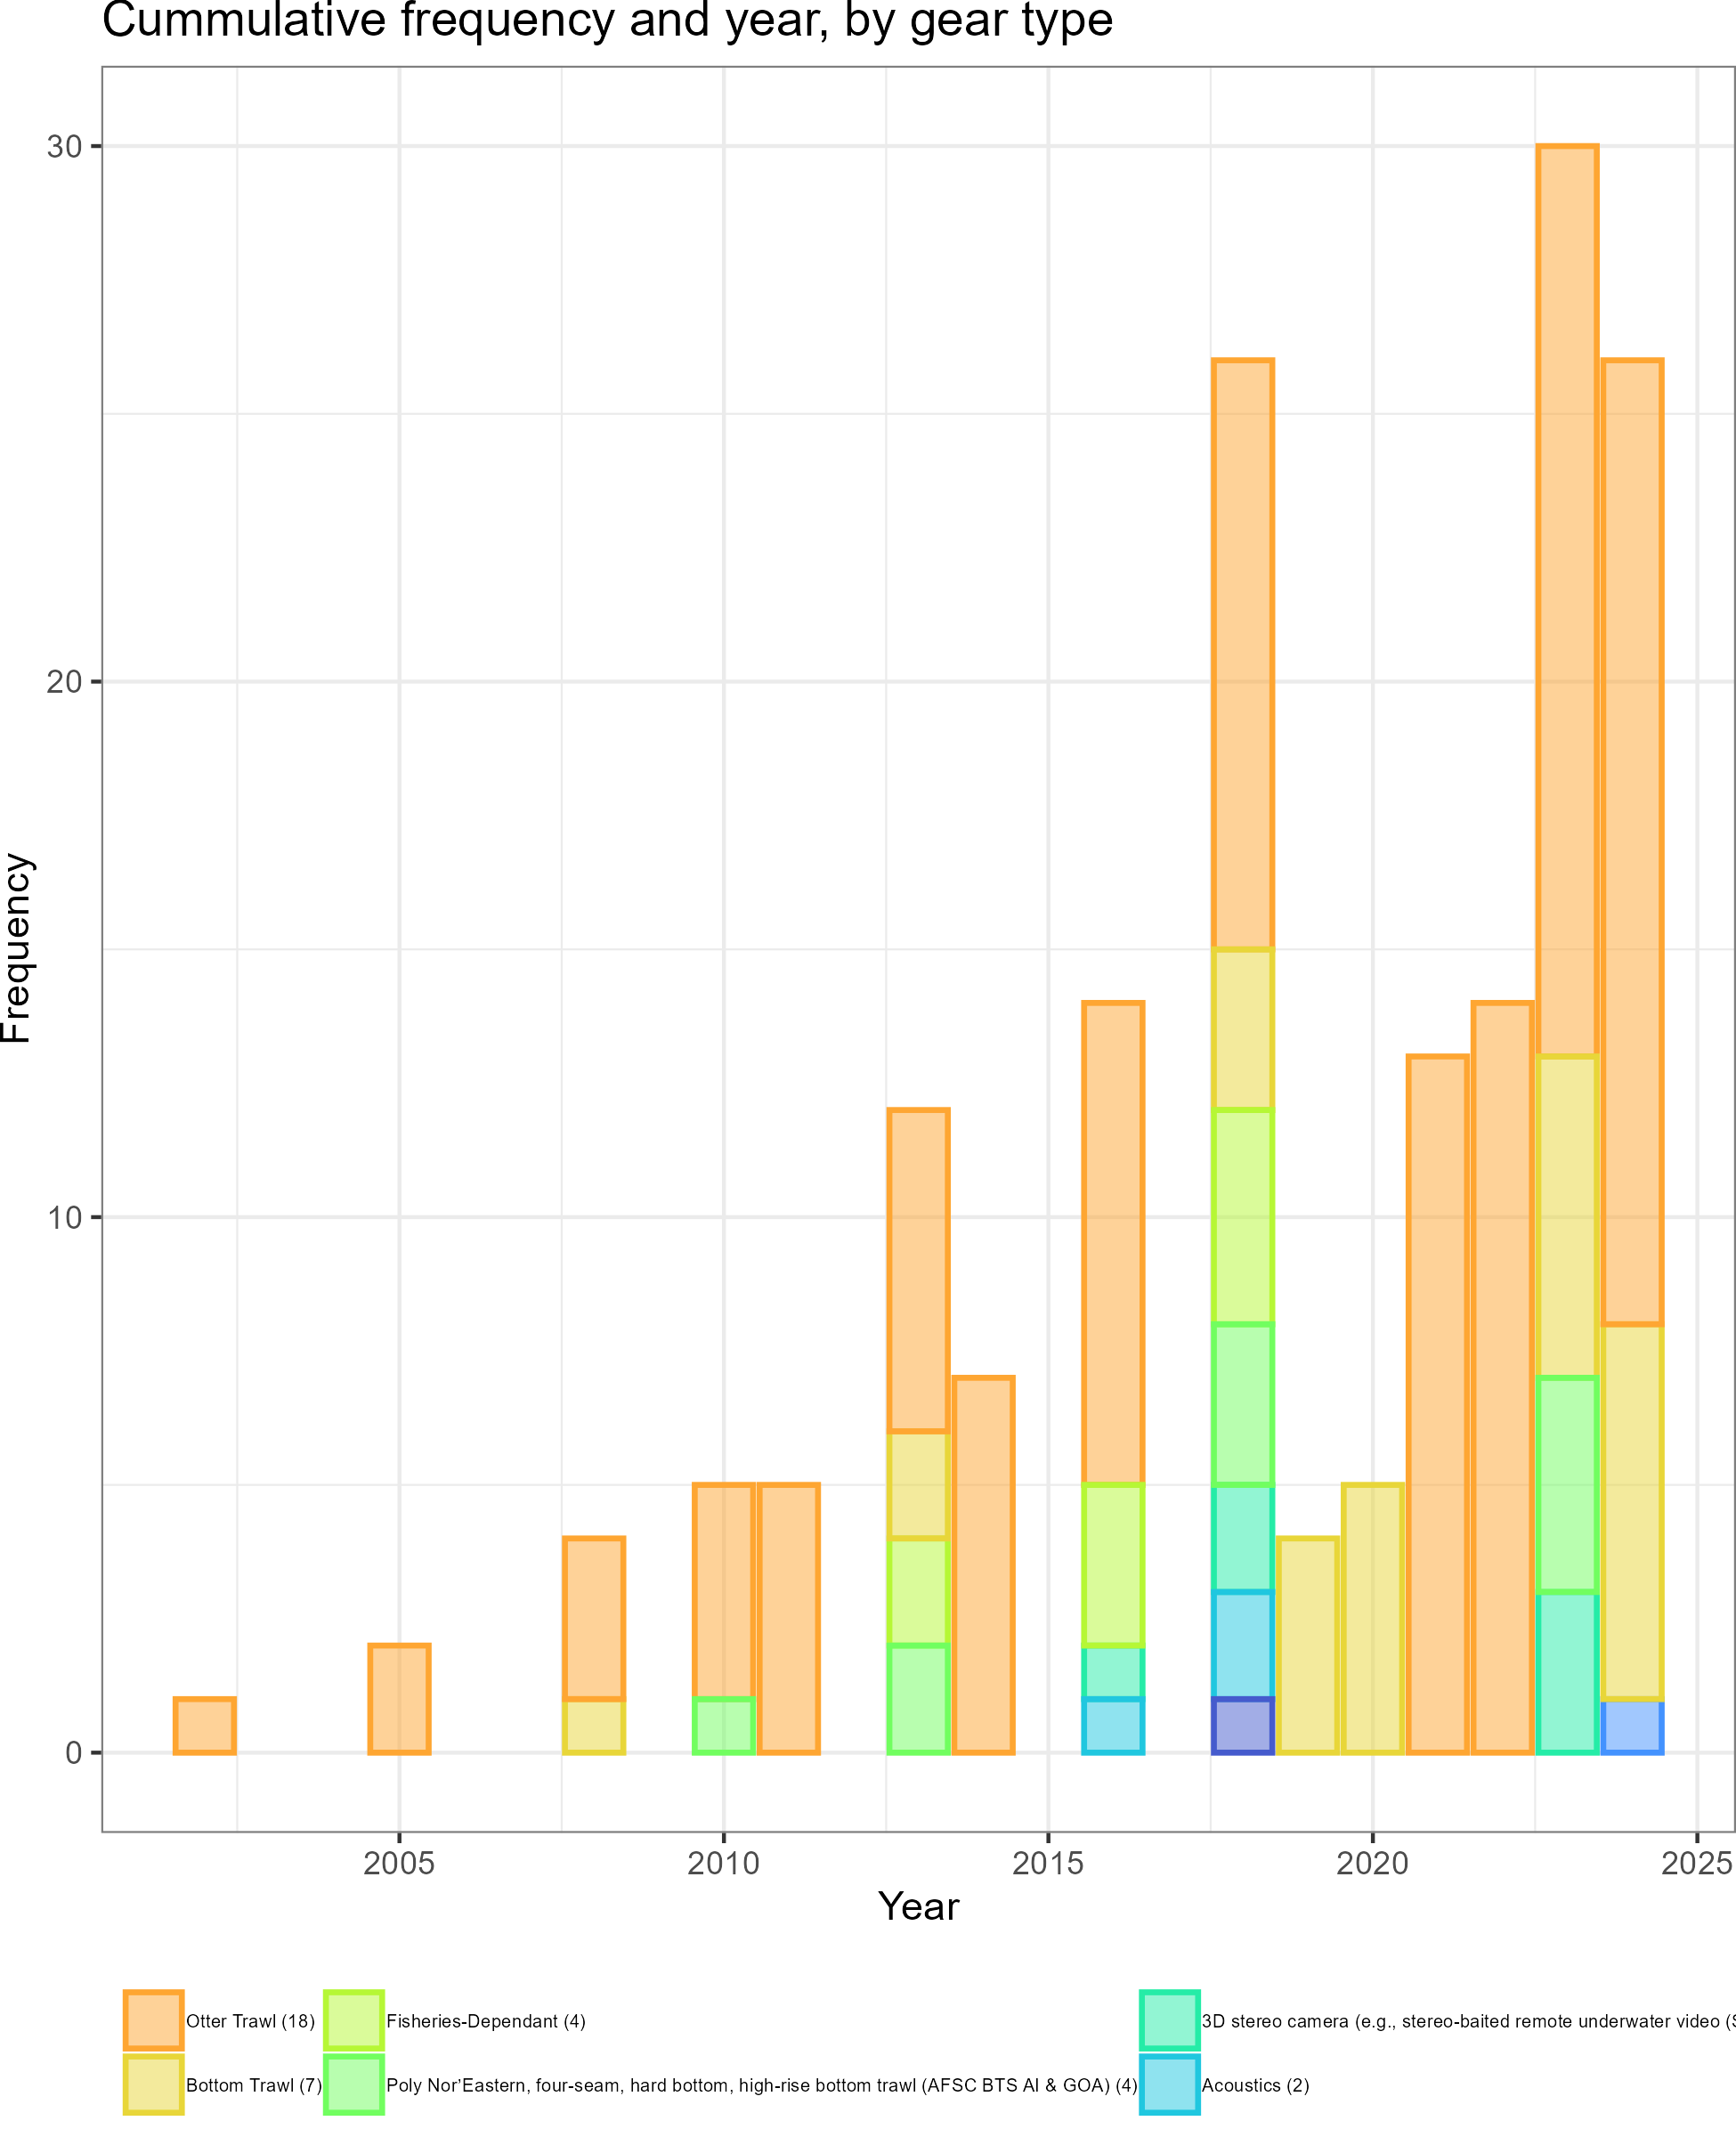 Cummulative frequency and year, by gear type
30
20
10
0
Frequency
2005 2010 2015 2020 2025
Year
Otter Trawl (18) Fisheries-Dependant (4) 3D stereo camera (e.g., stereo-baited remote underwater video (
Bottom Trawl (7) Poly Nor'Eastern, four-seam, hard bottom, high-rise bottom trawl (AFSC BTS AI & GOA) (4) Acoustics (2)